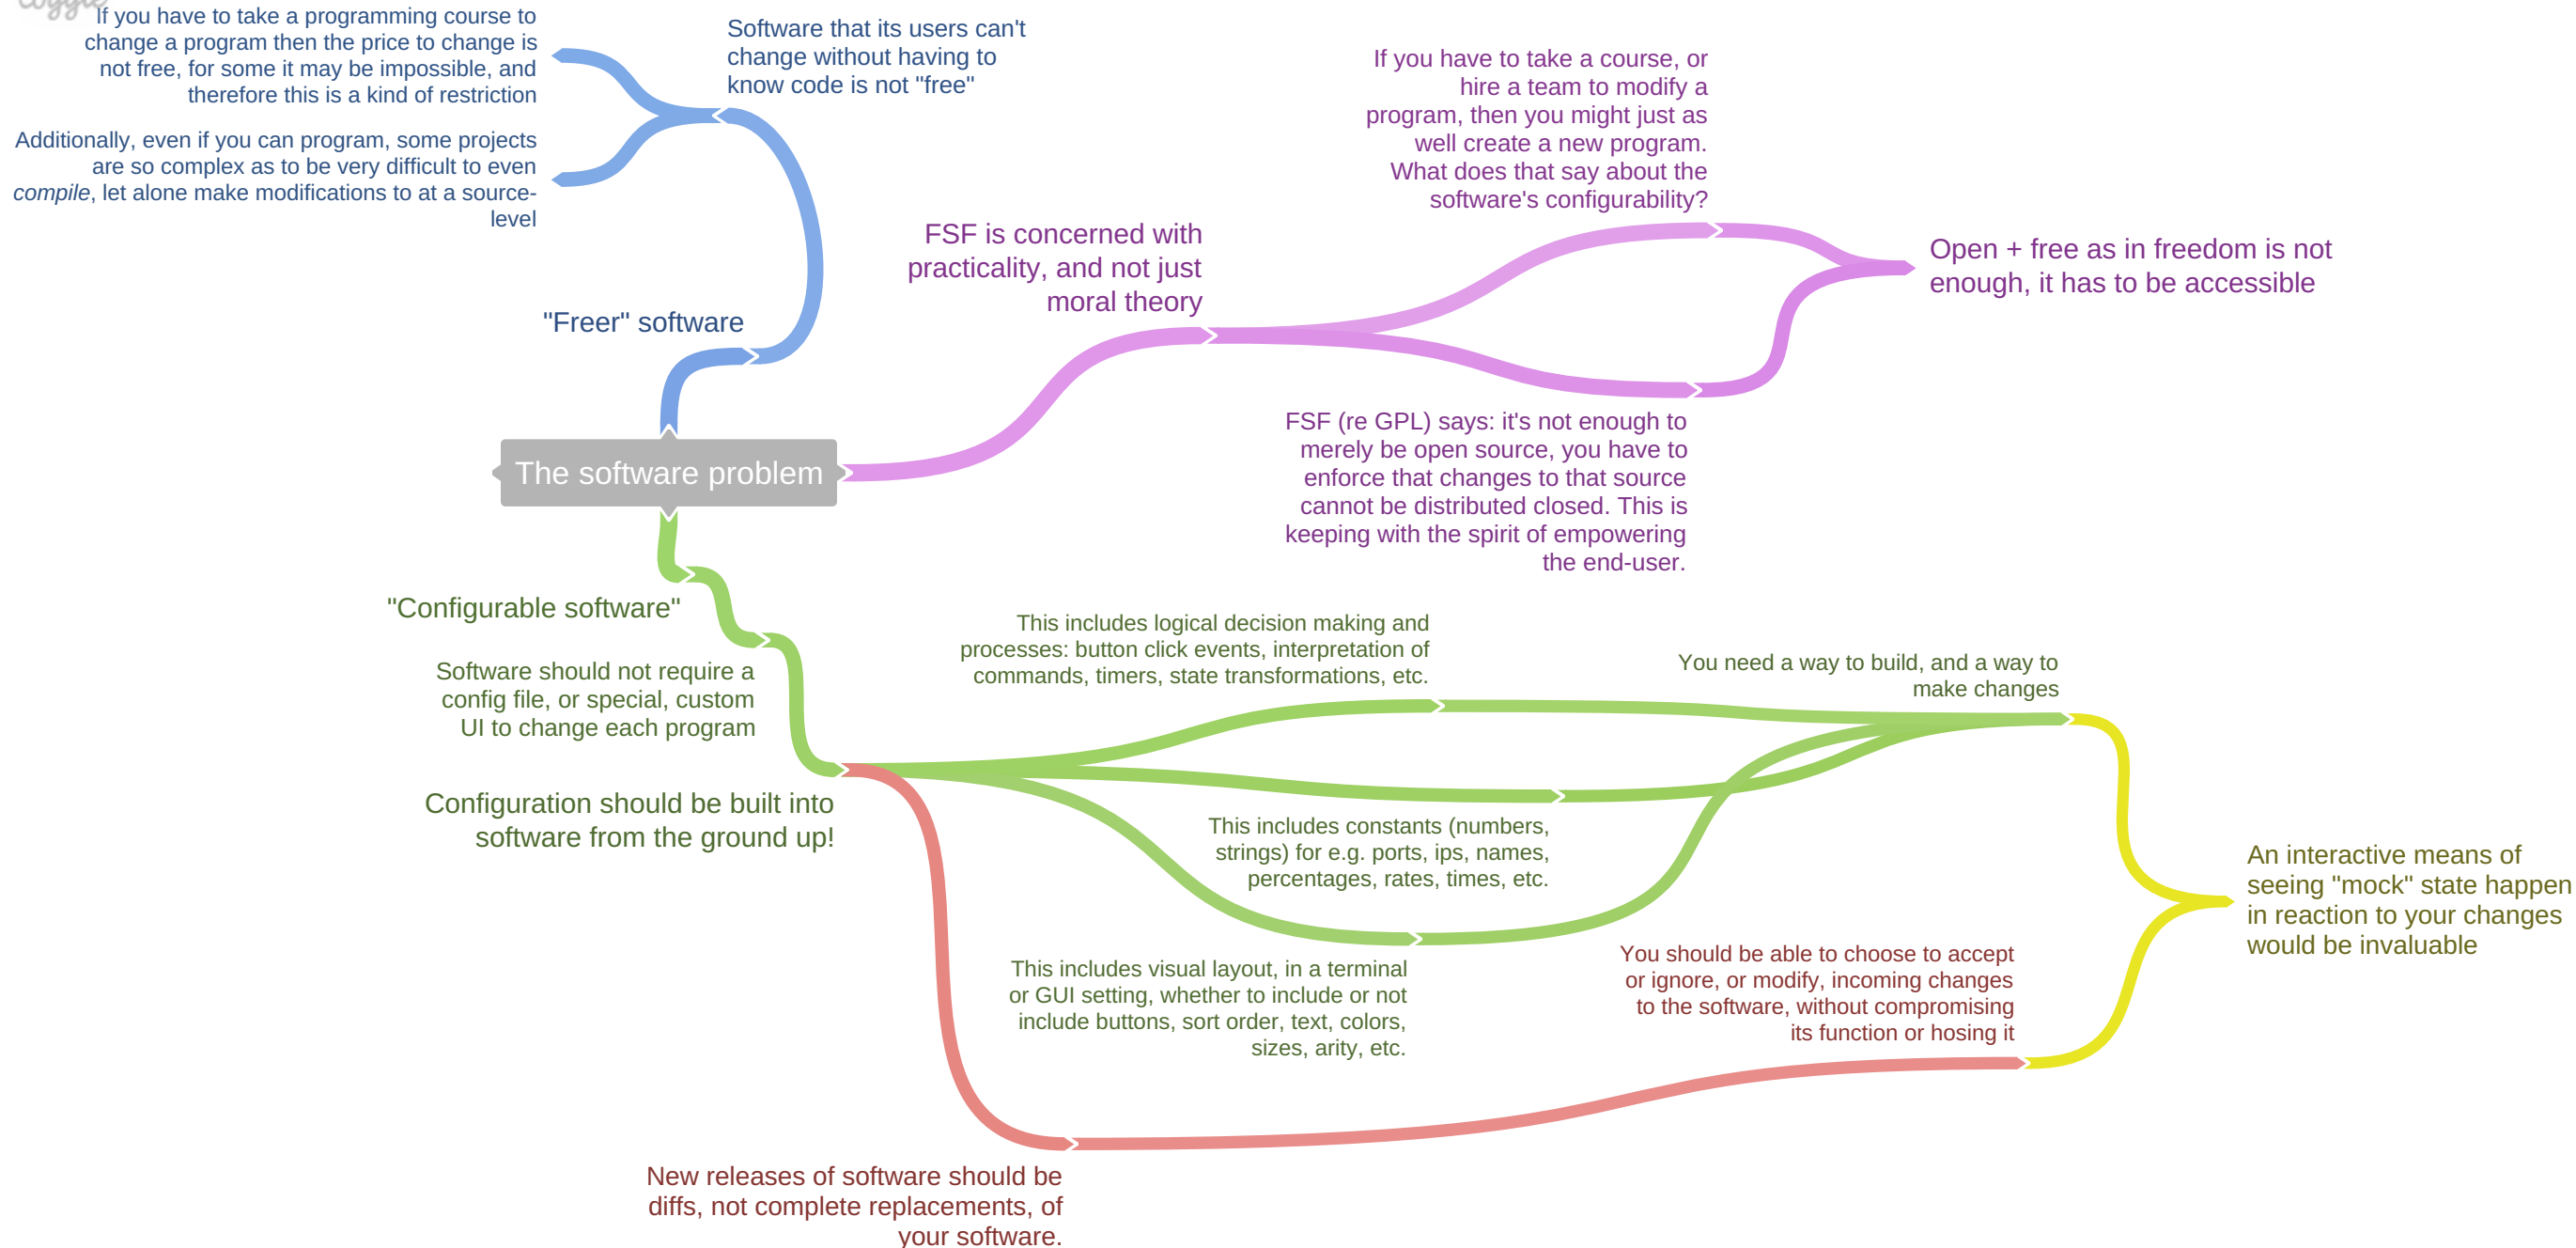 coggle
If you have to take a programming course to
change a program then the price to change is
not free, for some it may be impossible, and
therefore this is a kind of restriction
Additionally, even if you can program, some projects
are so complex as to be very difficult to even
compile, let alone make modifications to at a source-
level
Software that its users can't
change without having to
know code is not "free"
"Freer" software
If you have to take a course, or
hire a team to modify a
program, then you might just as
well create a new program.
What does that say about the
software's configurability?
FSF is concerned with
practicality, and not just
moral theory
Open + free as in freedom is not
enough, it has to be accessible
FSF (re GPL) says: it's not enough to
merely be open source, you have to
enforce that changes to that source
cannot be distributed closed. This is
keeping with the spirit of empowering
the end-user.
The software problem
"Configurable software"
Software should not require a
config file, or special, custom
UI to change each program
Configuration should be built into
software from the ground up!
This includes logical decision making and
processes: button click events, interpretation of
commands, timers, state transformations, etc.
This includes constants (numbers,
strings) for e.g. ports, ips, names,
percentages, rates, times, etc.
This includes visual layout, in a terminal
or GUI setting, whether to include or not
include buttons, sort order, text, colors,
sizes, arity, etc.
You need a way to build, and a way to
make changes
An interactive means of
seeing "mock" state happen
in reaction to your changes
would be invaluable
You should be able to choose to accept
or ignore, or modify, incoming changes
to the software, without compromising
its function or hosing it
New releases of software should be
diffs, not complete replacements, of
your software.